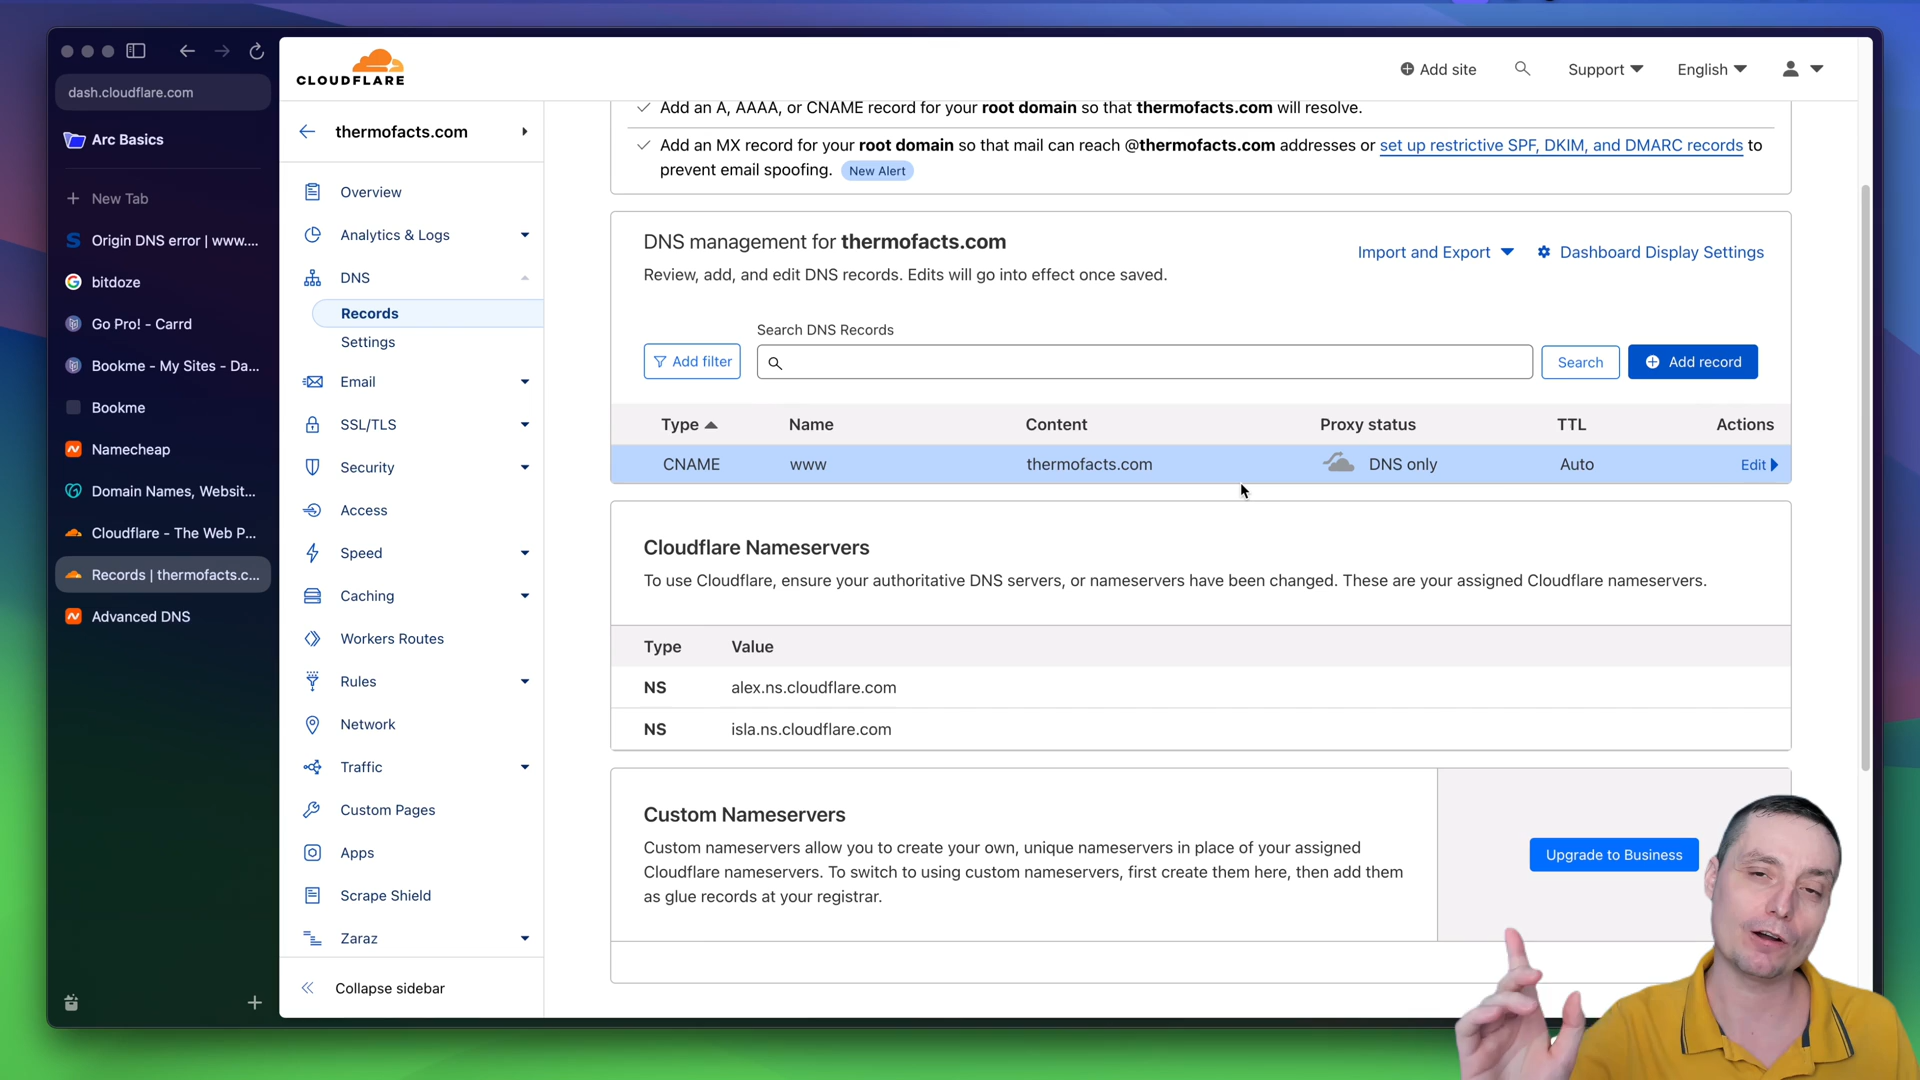 dash.cloudflare.com
Arc Basics
New Tab
Origin DNS error | www....
bitdoze
Go Pro! - Carrd
Bookme - My Sites - Da...
Bookme
Namecheap
Domain Names, Websit...
Cloudflare - The Web P...
Records | thermofacts.c...
Advanced DNS
CLOUDFLARE
Add site
Support
English
thermofacts.com
Overview
Analytics & Logs
DNS
Records
Settings
Email
SSL/TLS
Security
Access
Speed
Caching
Workers Routes
Rules
Network
Traffic
Custom Pages
Apps
Scrape Shield
Zaraz
Collapse sidebar
Add an A, AAAA, or CNAME record for your root domain so that thermofacts.com will resolve.
Add an MX record for your root domain so that mail can reach @thermofacts.com addresses or set up restrictive SPF, DKIM, and DMARC records to
prevent email spoofing. New Alert
DNS management for thermofacts.com
Review, add, and edit DNS records. Edits will go into effect once saved.
Import and Export
Dashboard Display Settings
Search DNS Records
Add filter
Search
Add record
Type Name Content Proxy status TTL Actions
CNAME www thermofacts.com DNS only Auto Edit
Cloudflare Nameservers
To use Cloudflare, ensure your authoritative DNS servers, or nameservers have been changed. These are your assigned Cloudflare nameservers.
Type Value
NS alex.ns.cloudflare.com
NS isla.ns.cloudflare.com
Custom Nameservers
Custom nameservers allow you to create your own, unique nameservers in place of your assigned
Cloudflare nameservers. To switch to using custom nameservers, first create them here, then add them
as glue records at your registrar.
Upgrade to Business